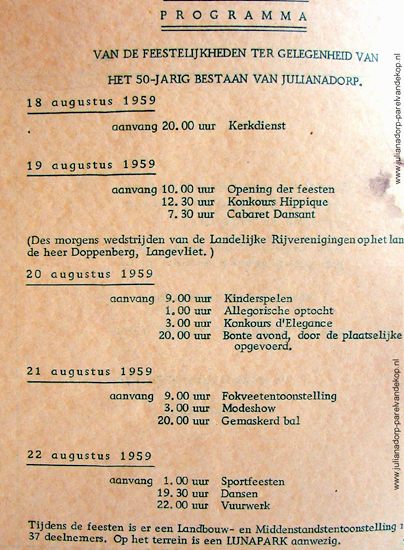 PROGRAMMA
VAN DE FEESTELIJKHEDEN TER GELEGENHEID VAN
HET 50-JARIG BESTAAN VAN JULIANADORP.
18 augustus 1959
aanvang 20.00 uur Kerkdienst
19 augustus 1959
aanvang 10.00 uur Opening der feesten
12.30 uur Konkours Hippique
7.30 uur Cabaret Dansant
(Des morgens wedstrijden van de Landelijke Rijverenigingen op het lan
de heer Doppenberg, Langevliet.)
20 augustus 1959
aanvang 9.00 uur Kinderspelen
1.00 uur Allegorische optocht
3.00 uur Konkours d'Elegance
20.00 uur Bonte avond, door de plaatselijke
opgevoerd.
21 augustus 1959
aanvang 9.00 uur Fokveetentoonstelling
3.00 uur Modeshow
20.00 uur Gemaskerd bal
22 augustus 1959
aanvang 1.00 uur Sportfeesten
19.30 uur Dansen
22.00 uur Vuurwerk
Tijdens de feesten is er een Landbouw- en Middenstandstentoonstelling
37 deelnemers. Op het terrein is een LUNAPARK aanwezig.
www.julianadorp-parelvandekop.nl
www.julianadorp-parelvandekop.nl